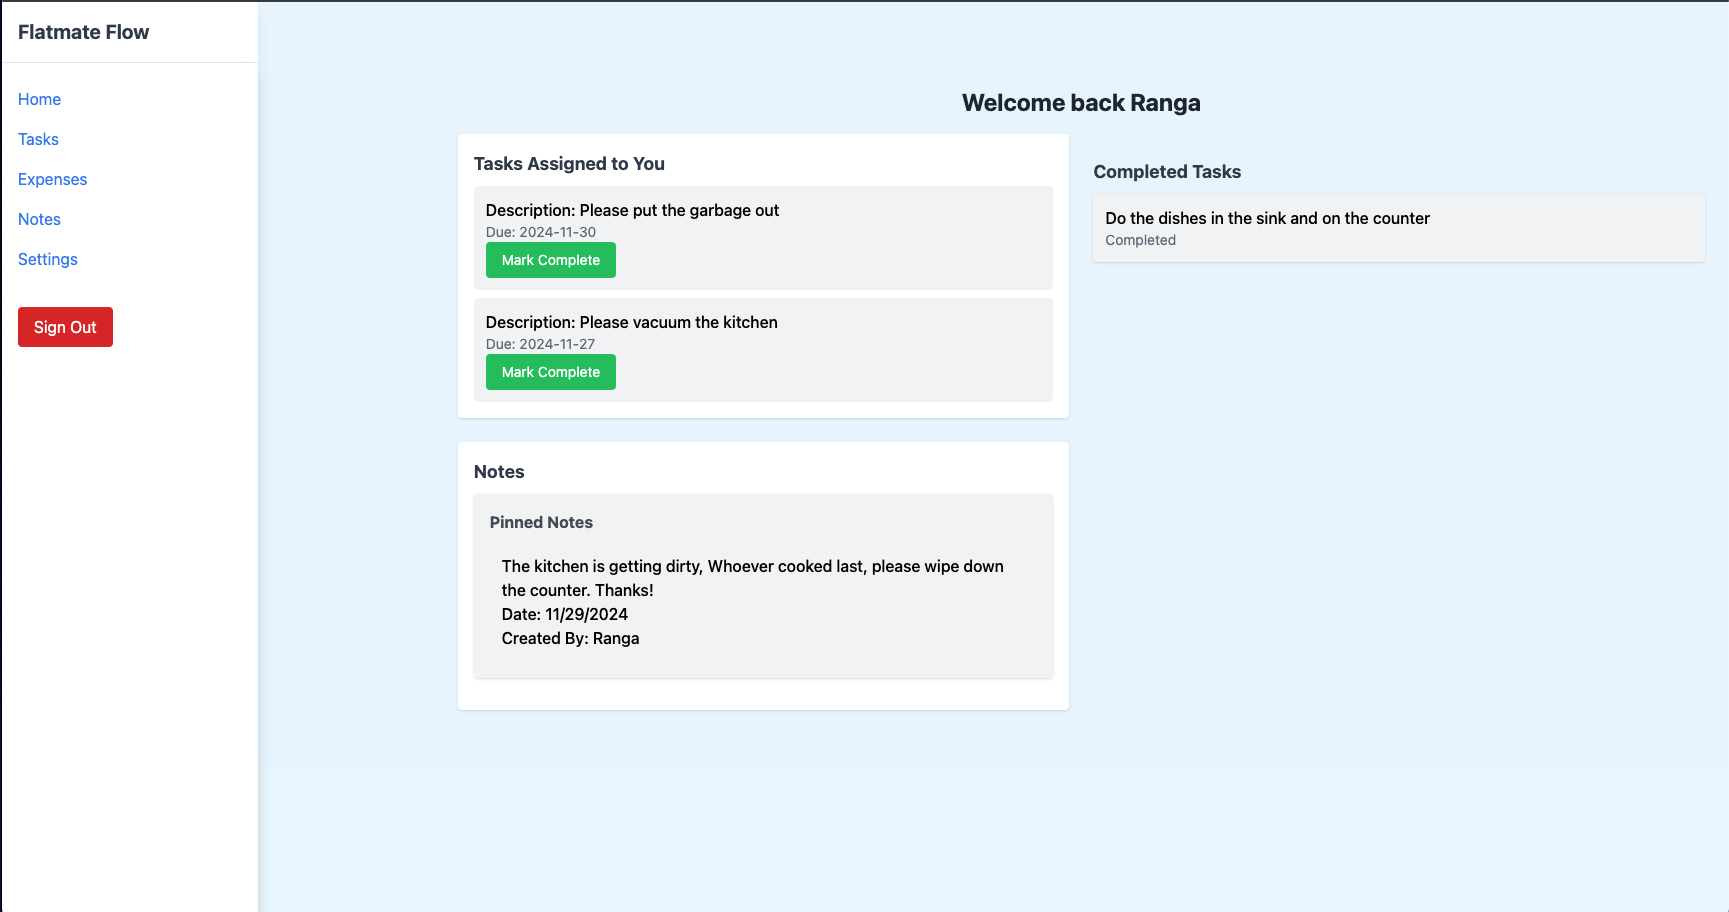 Flatmate Flow
Home
Tasks
Expenses
Notes
Settings
Sign Out
Welcome back Ranga
Tasks Assigned to You
Description: Please put the garbage out
Due: 2024-11-30
Mark Complete
Description: Please vacuum the kitchen
Due: 2024-11-27
Mark Complete
Completed Tasks
Do the dishes in the sink and on the counter
Completed
Notes
Pinned Notes
The kitchen is getting dirty, Whoever cooked last, please wipe down
the counter. Thanks!
Date: 11/29/2024
Created By: Ranga